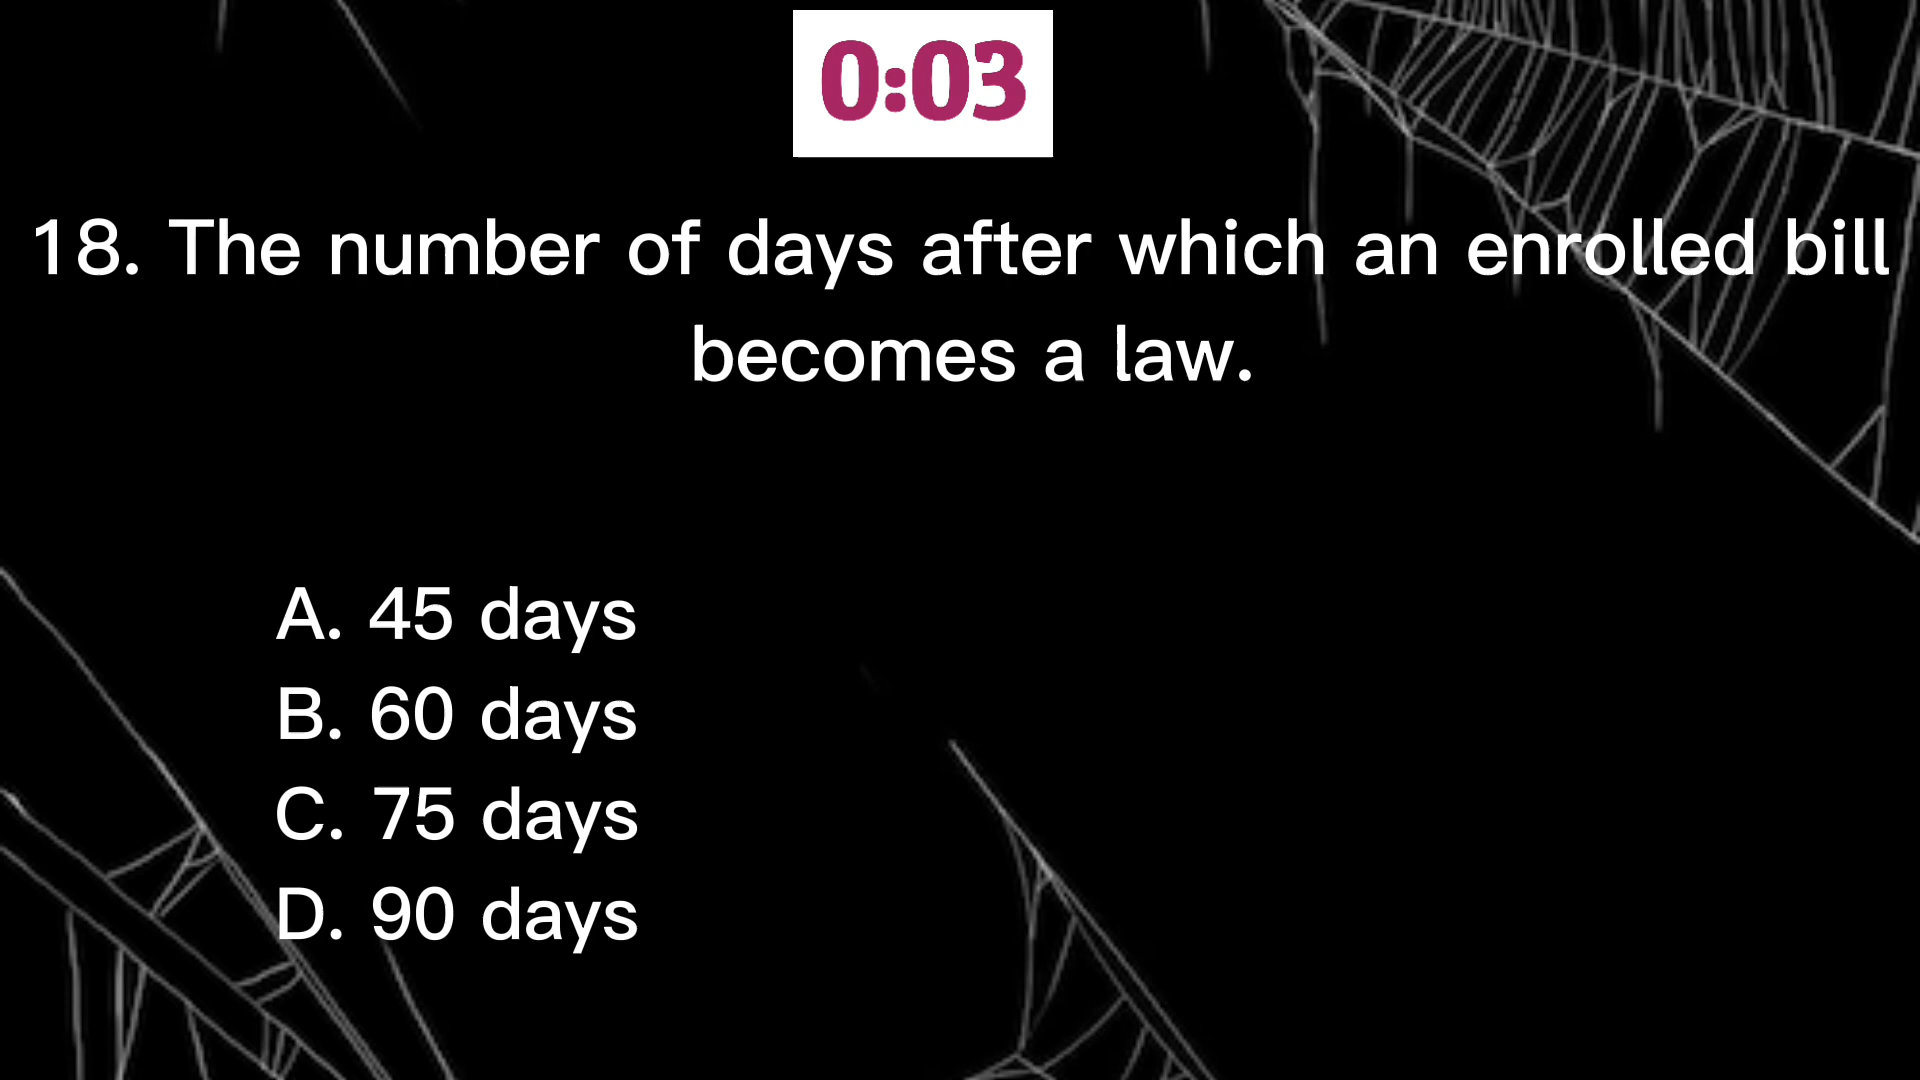 0:03
18. The number of days after which an enrolled bill
becomes a law.
A. 45 days
B. 60 days
C. 75 days
D. 90 days